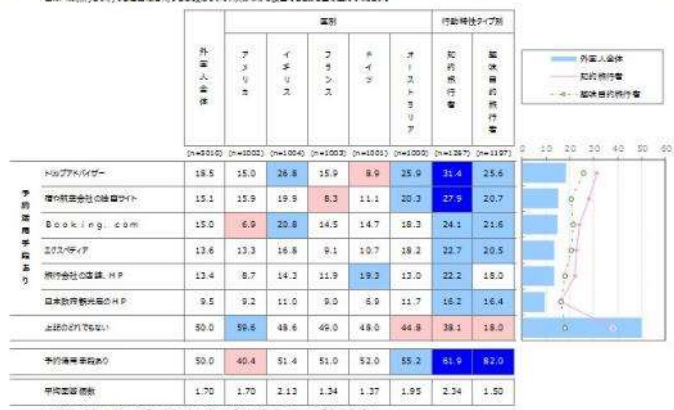 国別
行動特性タイプ別
外国人全体
アメリカ
イギリス
フランス
ドイツ
オーストラリア
知的旅行者
趣味目的旅行者
(n=5010) (n=1002) (n=1004) (n=1003) (n=1001) (n=1000) (n=1267) (n=1197)
外国人全体
知的旅行者
趣味目的旅行者
0 10 20 30 40 50 60
予約活用手段あり
トリップアドバイザー 18.5 15.0 26.8 15.9 8.9 25.9 31.4 25.6
宿や航空会社の独自サイト 15.1 15.9 19.9 8.3 11.1 20.3 27.9 20.7
Booking. com 15.0 6.9 20.8 14.5 14.7 18.3 24.1 21.6
エクスペディア 13.6 13.3 16.8 9.1 10.7 18.2 22.7 20.5
旅行会社の店舗、HP 13.4 8.7 14.3 11.9 19.3 13.0 22.2 18.0
日本政府観光局のHP 9.5 9.2 11.0 9.0 6.9 11.7 16.2 16.4
上記のどれでもない 50.0 59.6 48.6 49.0 48.0 44.8 38.1 18.0
予約活用手段あり 50.0 40.4 51.4 51.0 52.0 55.2 61.9 82.0
平均回答個数 1.70 1.70 2.13 1.34 1.37 1.95 2.34 1.50